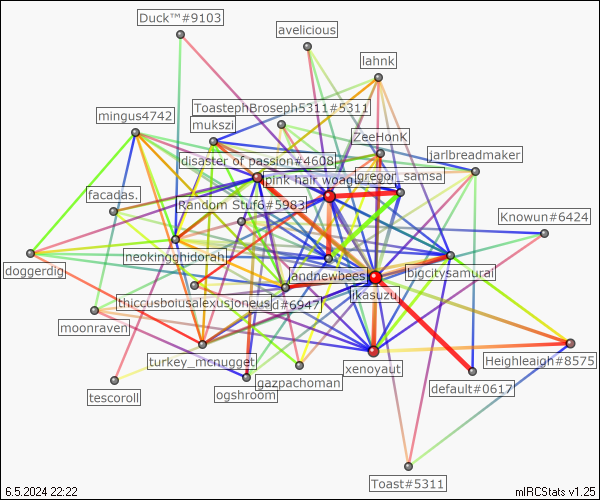 Duck™#9103
avelicious
lahnk
ToastephBroseph5311#5311
mingus4742
mukszi
ZeeHonk
disaster of passion#4608
jarlbreadmaker
pink hair woag
gregor_samsa
facadas.
Random Stuf6#5983
Knowun#6424
neokingghidorah
doggerdig
andnewbees
bigcitysamurai
thiccusboiusalexusjoneus
d#6947
jkasuzu
moonraven
turkey_mcnugget
xenoyaut
Heighleaigh#8575
gazpachoman
default#0617
tescoroll
ogshroom
Toast#5311
6.5.2024 22:22
mIRCStats v1.25